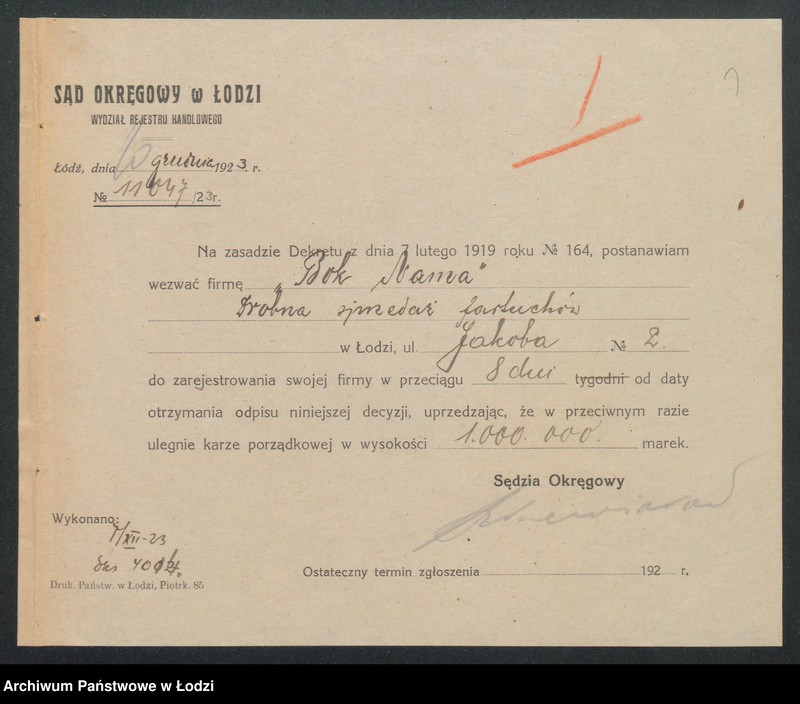 SĄD OKRĘGOWY w ŁODZI
WYDZIAŁ REJESTRU HANDLOWEGO
Łódź, dnia grudnia 1923. r.
№ 11047/23r.
Na zasadzie Dekretu z dnia 7 lutego 1919 roku № 164, postanawiam
wezwać firmę „Bok Nama”
Drobna sprzedaż fartuchów
w Łodzi, ul. Jakoba № 2.
do zarejestrowania swojej firmy w przeciągu 8 dni tygodni od daty
otrzymania odpisu niniejszej decyzji, uprzedzając, że w przeciwnym razie
ulegnie karze porządkowej w wysokości 1.000.000. marek.
Sędzia Okręgowy
Wykonano:
/XII-23
Ostateczny termin zgłoszenia 192 r.
Druk. Państw. w Łodzi, Piotrk. 85
Archiwum Państwowe w Łodzi